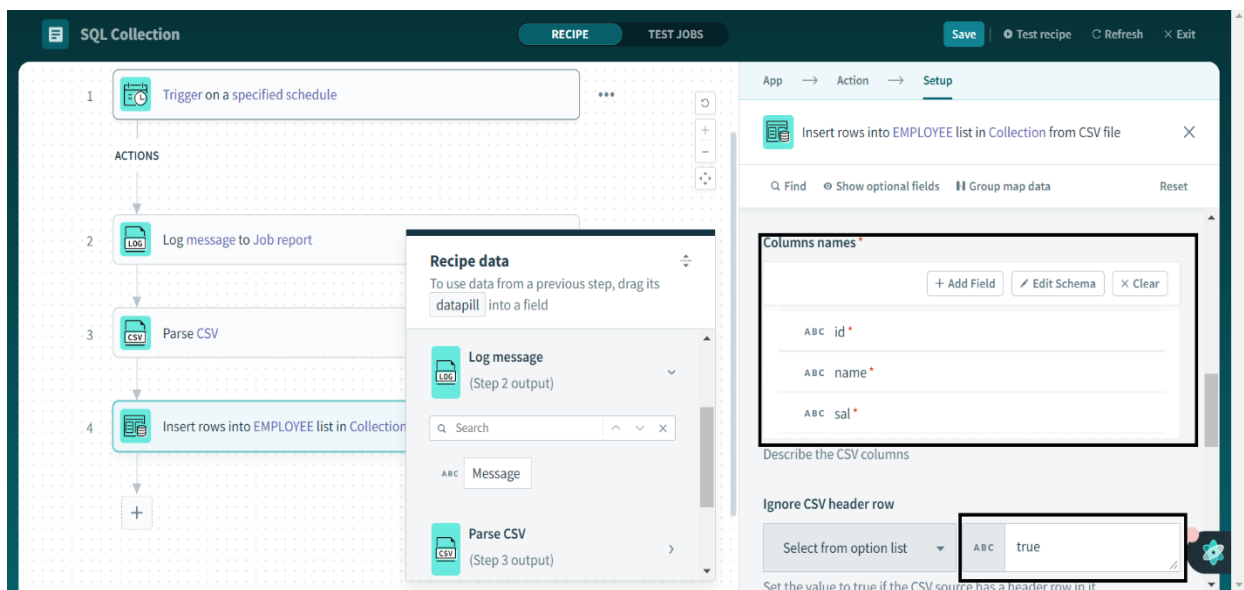 SQL Collection
RECIPE
TEST JOBS
Save
Test recipe
Refresh
Exit
1
Trigger on a specified schedule
ACTIONS
2
LOG
Log message to Job report
3
CSV
Parse CSV
4
Insert rows into EMPLOYEE list in Collection
Recipe data
To use data from a previous step, drag its
datapill into a field
LOG
Log message
(Step 2 output)
Search
ABC Message
CSV
Parse CSV
(Step 3 output)
App → Action → Setup
Insert rows into EMPLOYEE list in Collection from CSV file
Find
Show optional fields
Group map data
Reset
Columns names*
+ Add Field
Edit Schema
Clear
ABC id*
ABC name*
ABC sal*
Describe the CSV columns
Ignore CSV header row
Select from option list
ABC true
Set the value to true if the CSV source has a header row in it